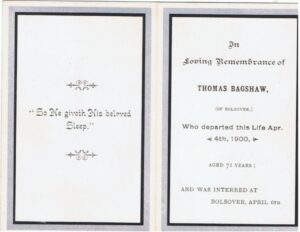 "So He giveth His beloved
Sleep."
In
Loving Remembrance of
THOMAS BAGSHAW,
(OF BOLSOVER,)
Who departed this Life Apr.
4th, 1900,
AGED 71 YEARS;
AND WAS INTERRED AT
BOLSOVER, APRIL 6TH.